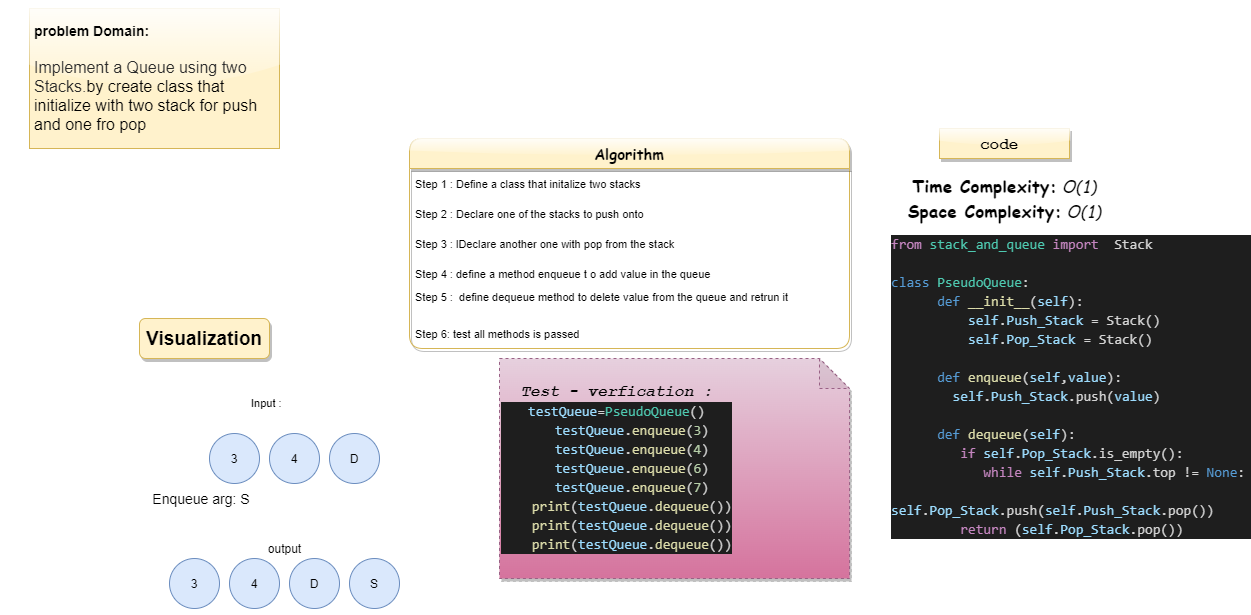 problem Domain:
Implement a Queue using two
Stacks.by create class that
initialize with two stack for push
and one fro pop
Algorithm
Step 1 : Define a class that initalize two stacks
Step 2 : Declare one of the stacks to push onto
Step 3 : lDeclare another one with pop from the stack
Step 4 : define a method enqueue t o add value in the queue
Step 5 :  define dequeue method to delete value from the queue and retrun it
Step 6: test all methods is passed
Visualization
Input :
3 4 D
Enqueue arg: S
output
3 4 D S
Test - verfication :
testQueue=PseudoQueue()
testQueue.enqueue(3)
testQueue.enqueue(4)
testQueue.enqueue(6)
testQueue.enqueue(7)
print(testQueue.dequeue())
print(testQueue.dequeue())
print(testQueue.dequeue())
code
Time Complexity: O(1)
Space Complexity: O(1)
from stack_and_queue import  Stack
class PseudoQueue:
def __init__(self):
self.Push_Stack = Stack()
self.Pop_Stack = Stack()
def enqueue(self,value):
self.Push_Stack.push(value)
def dequeue(self):
if self.Pop_Stack.is_empty():
while self.Push_Stack.top != None:
self.Pop_Stack.push(self.Push_Stack.pop())
return (self.Pop_Stack.pop())